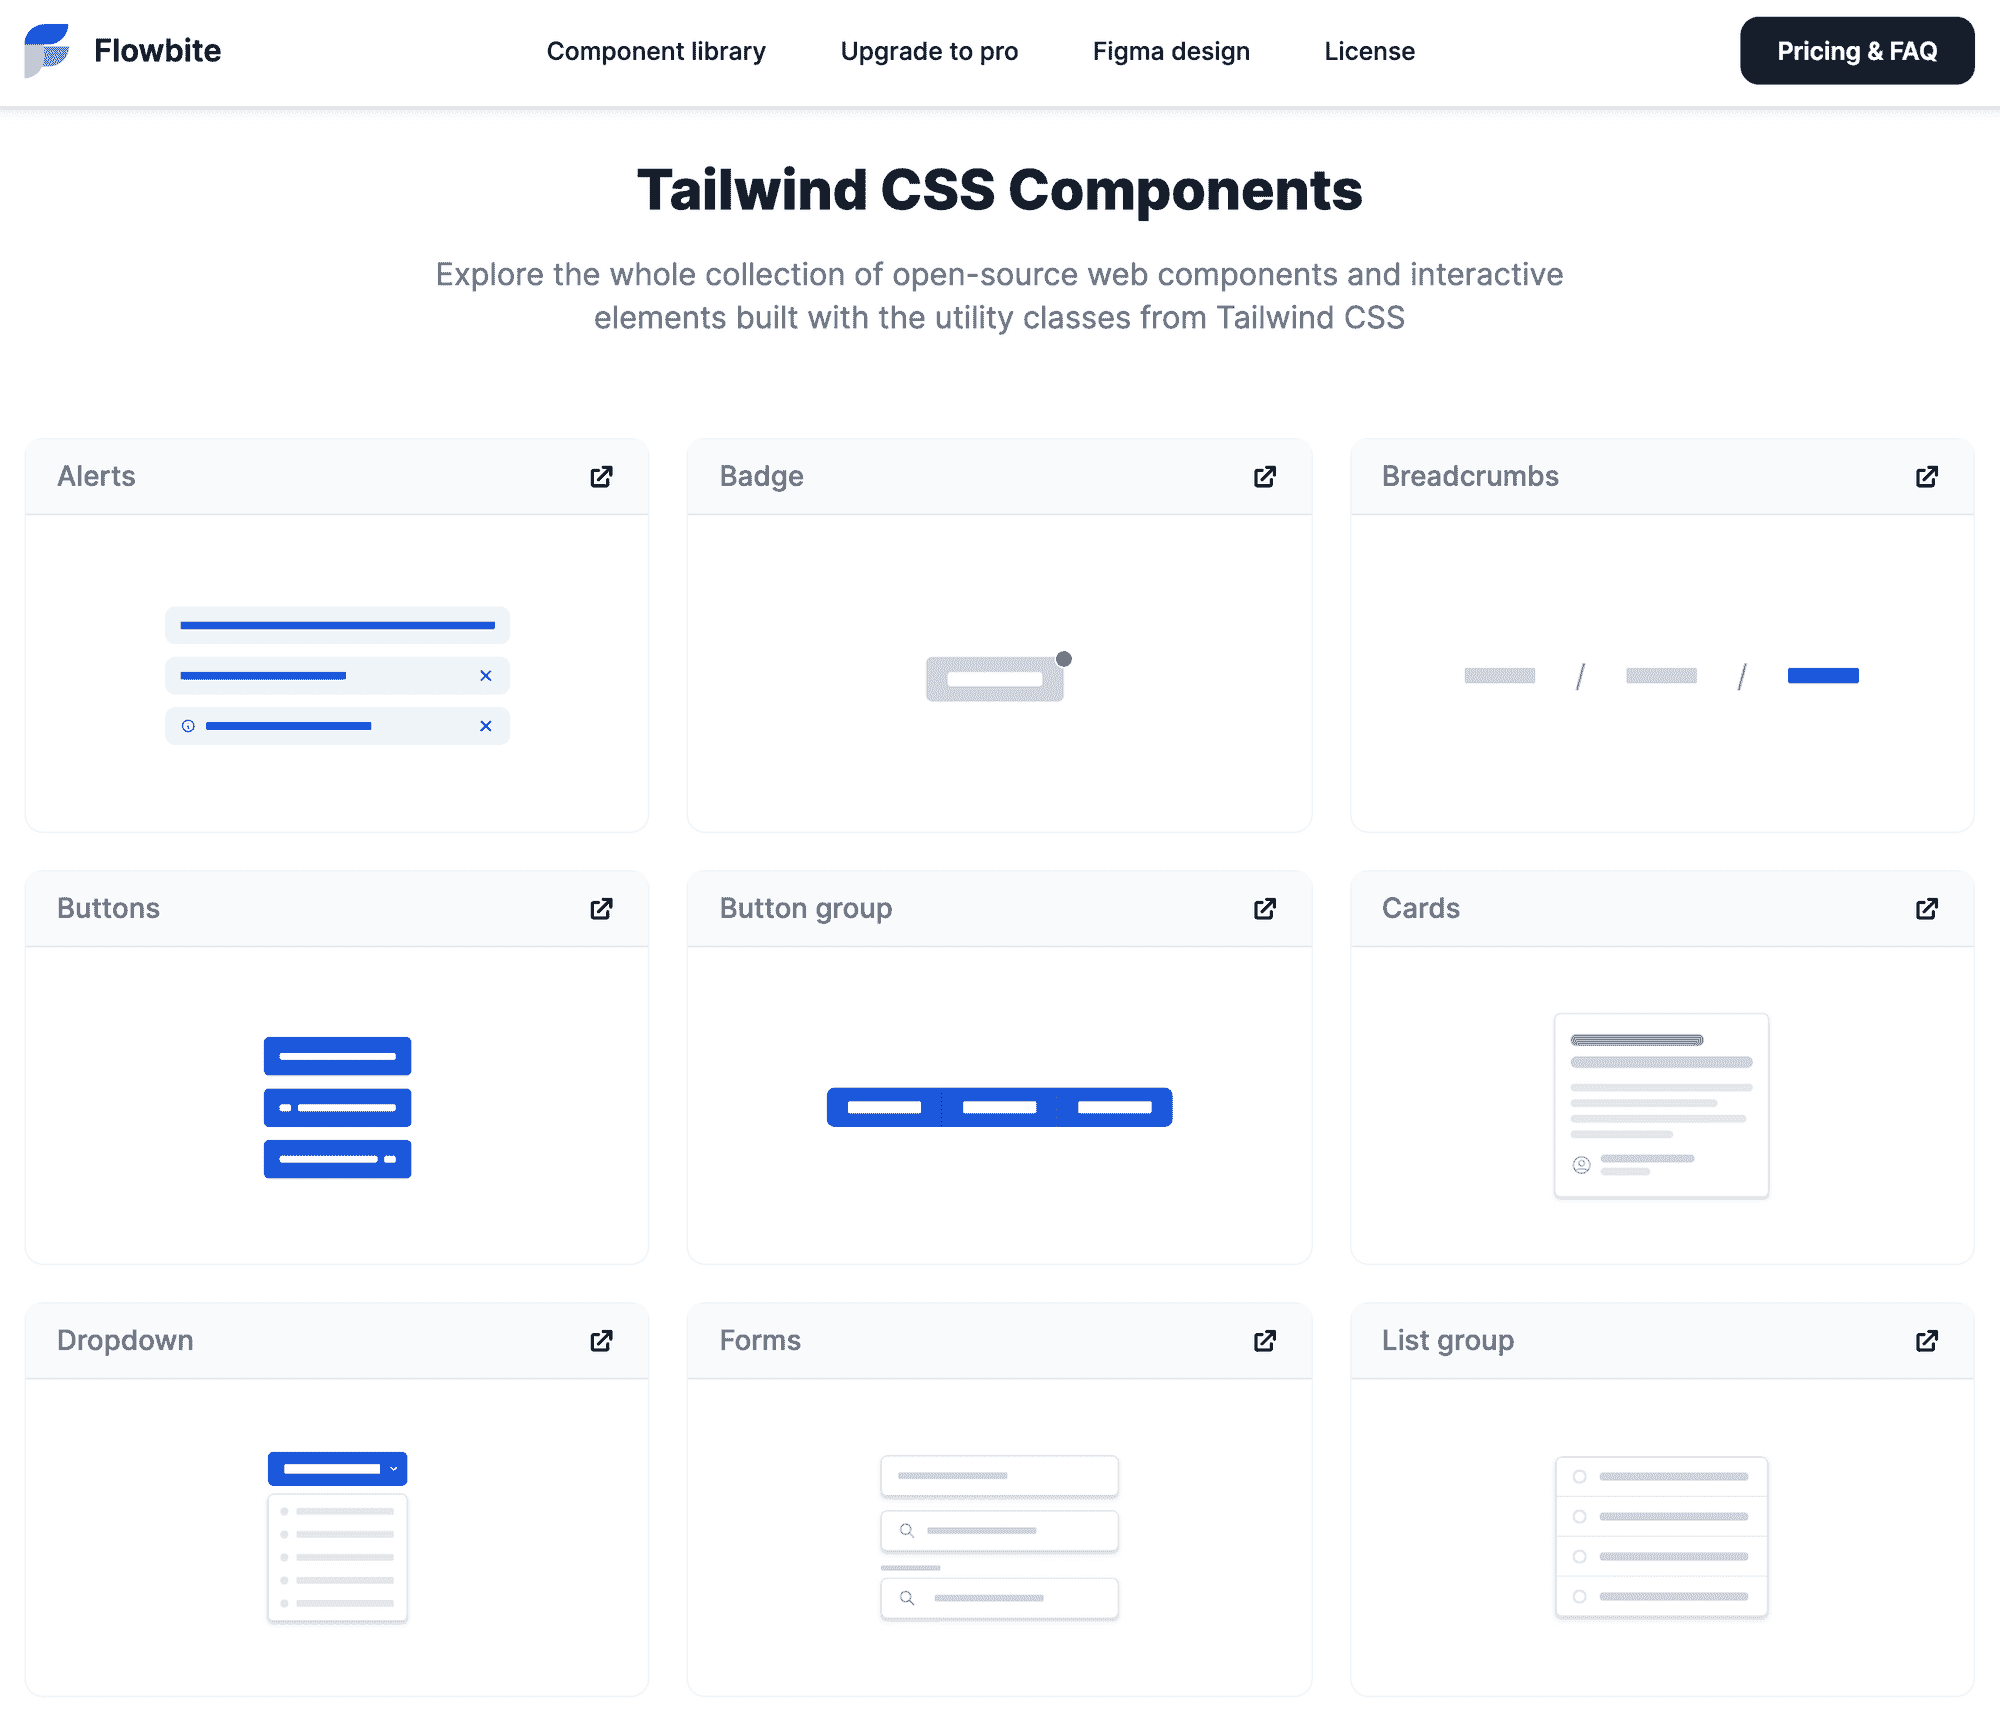 Flowbite
Component library
Upgrade to pro
Figma design
License
Pricing & FAQ
Tailwind CSS Components
Explore the whole collection of open-source web components and interactive
elements built with the utility classes from Tailwind CSS
Alerts
Badge
Breadcrumbs
/ /
Buttons
Button group
Cards
Dropdown
Forms
List group